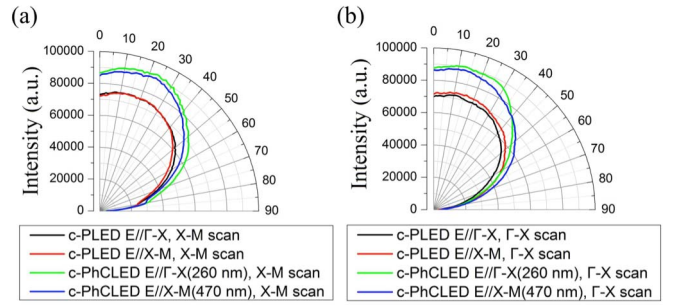 (a)
Intensity (a.u.)
100000
80000
60000
40000
20000
0
0
10
20
30
40
50
60
70
80
90
c-PLED E//Γ-X, X-M scan
c-PLED E//X-M, X-M scan
c-PhCLED E//Γ-X(260 nm), X-M scan
c-PhCLED E//X-M(470 nm), X-M scan
(b)
Intensity (a.u.)
100000
80000
60000
40000
20000
0
0
10
20
30
40
50
60
70
80
90
c-PLED E//Γ-X, Γ-X scan
c-PLED E//X-M, Γ-X scan
c-PhCLED E//Γ-X(260 nm), Γ-X scan
c-PhCLED E//X-M(470 nm), Γ-X scan